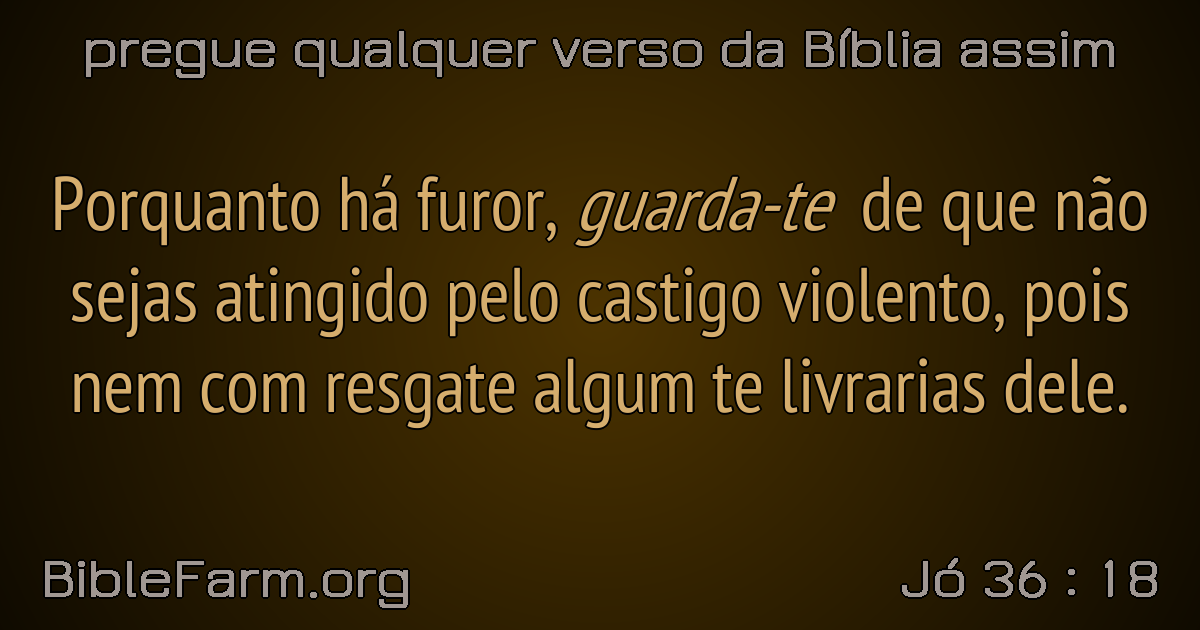 pregue qualquer verso da Bíblia assim
Porquanto há furor, guarda-te de que não
sejas atingido pelo castigo violento, pois
nem com resgate algum te livrarias dele.
BibleFarm.org
Jó 36 : 18